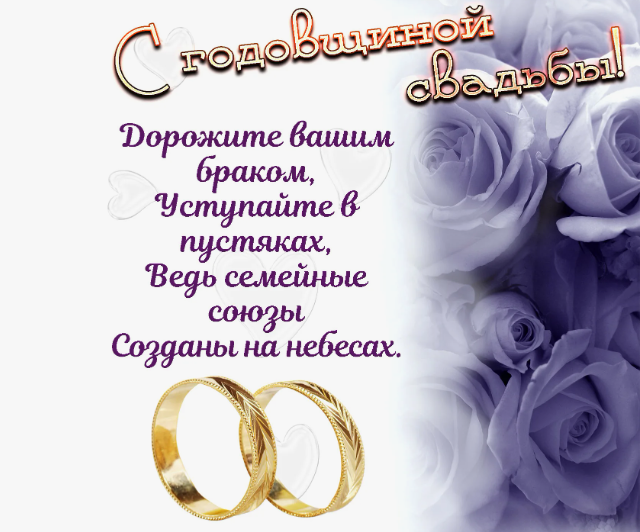 С годовщиной
свадьбы!
Дорожите вашим
браком,
Уступайте в
пустяках,
Ведь семейные
союзы
Созданы на небесах.